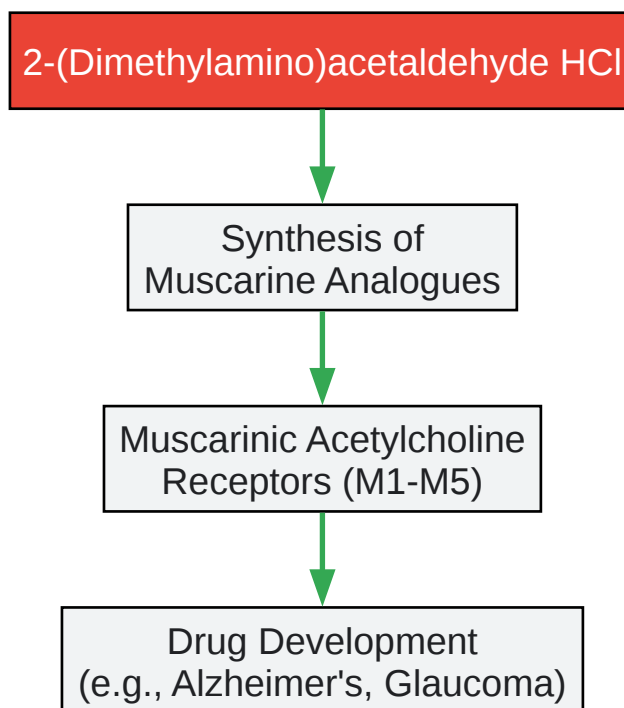 2-(Dimethylamino)acetaldehyde HCl
Synthesis of
Muscarine Analogues
Muscarinic Acetylcholine
Receptors (M1-M5)
Drug Development
(e.g., Alzheimer's, Glaucoma)